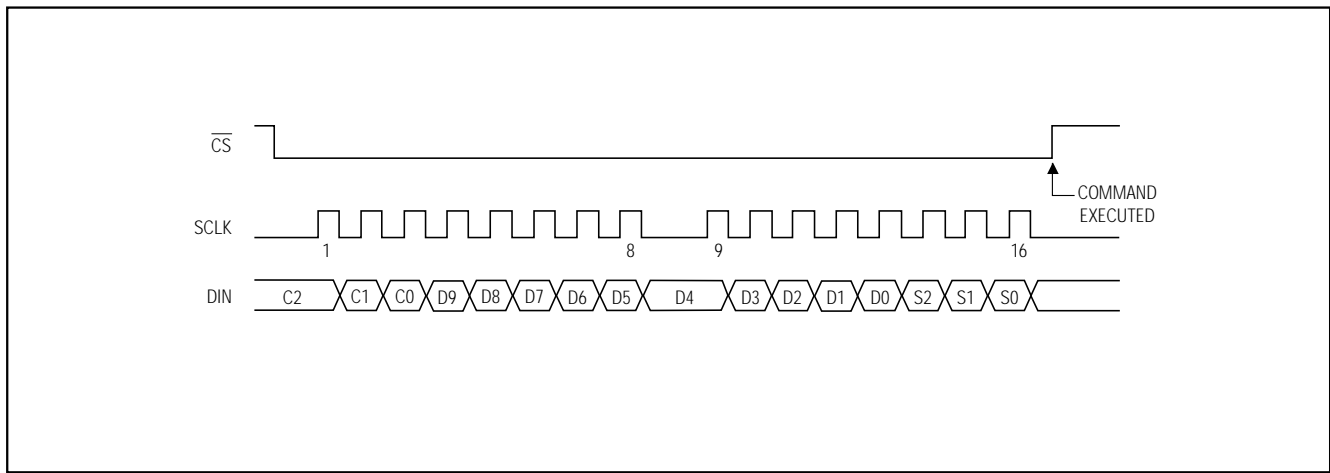 CS
COMMAND
EXECUTED
SCLK
1 8 9 16
DIN C2 C1 C0 D9 D8 D7 D6 D5 D4 D3 D2 D1 D0 S2 S1 S0